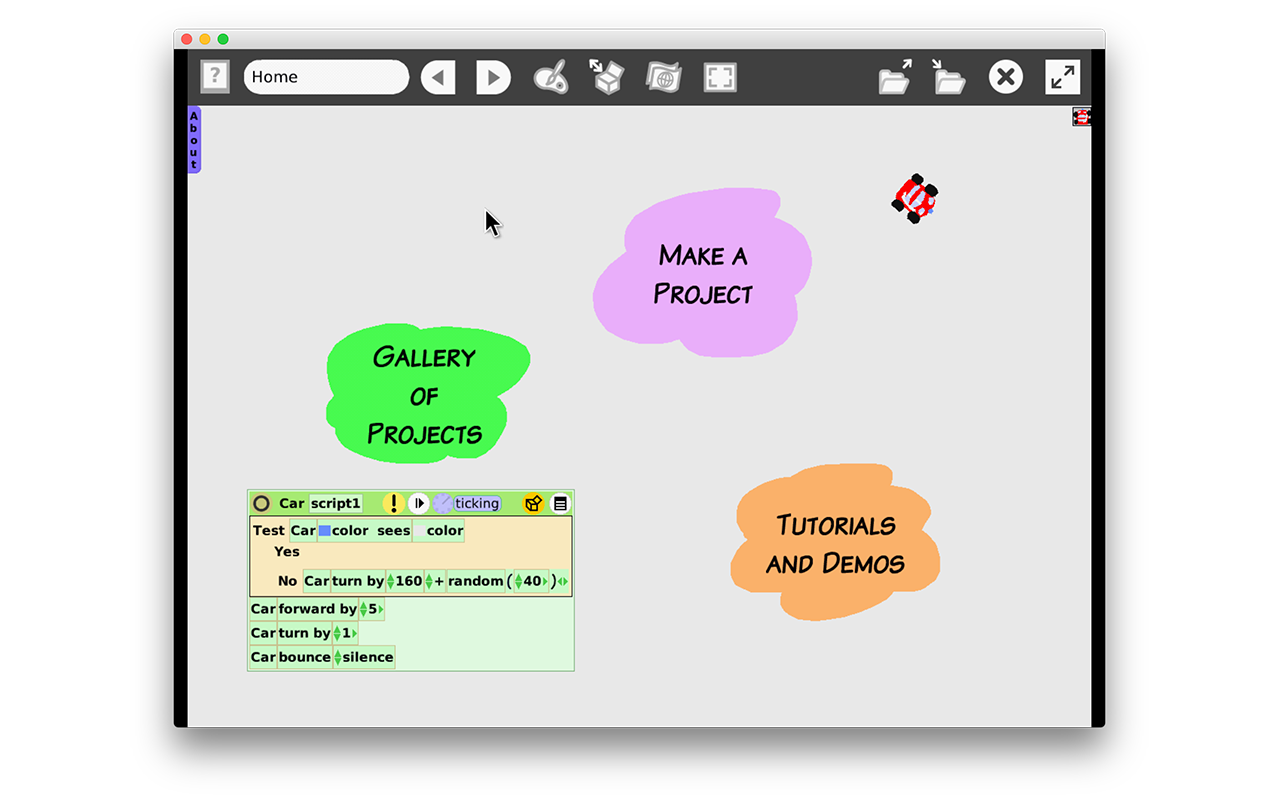 ?
Home
About
Make a
Project
Gallery
of
Projects
Car script1 ! ticking
Test Car color sees color
Yes
No Car turn by 160 + random ( 40 )
Car forward by 5
Car turn by 1
Car bounce silence
Tutorials
and Demos